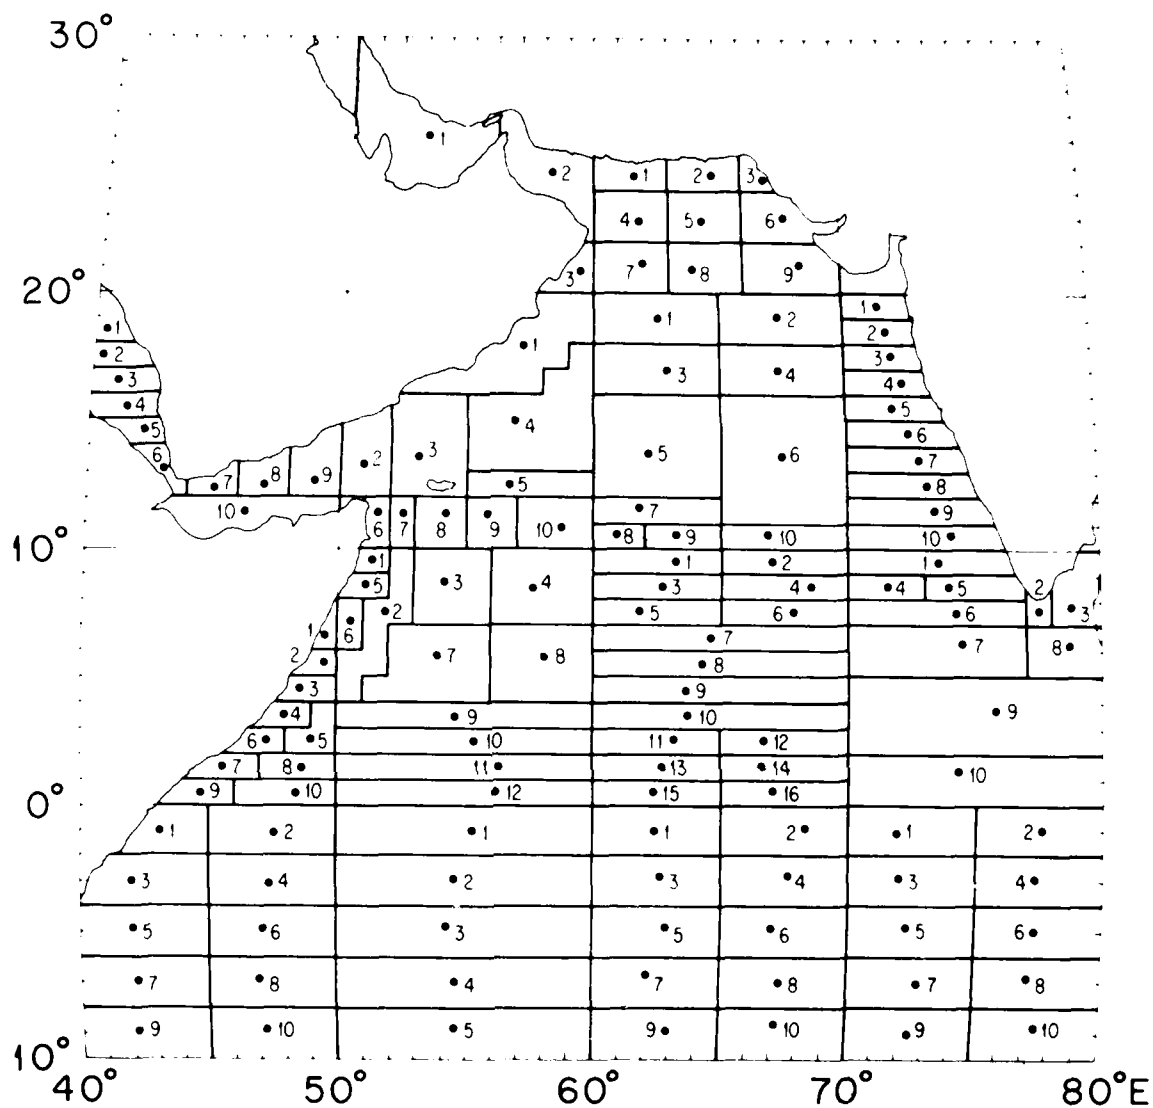 30°
1
2 1 2 3
4 5 6
3 7 8 9
20°
1 1 2 1
1 2
2 3
3 3 4 4
4 4 5
5 6
6 7 8 9 2 3 5 6 7
5 8
10 7 9
6 7 8 9 10 8 9 10 10
10°
1 1 2 1
5 3 4 3 4 4 5 2
2 5 6 6 3
1 6 7 7 8
2 7 8 8
3 9
4 9 10 9
6 5 10 11 12
7 8 11 13 14 10
9 10 12 15 16
0°
1 2 1 1 2 1 2
3 4 2 3 4 3 4
5 6 3 5 6 5 6
7 8 4 7 8 7 8
9 10 5 9 10 9 10
10°
40° 50° 60° 70° 80°E